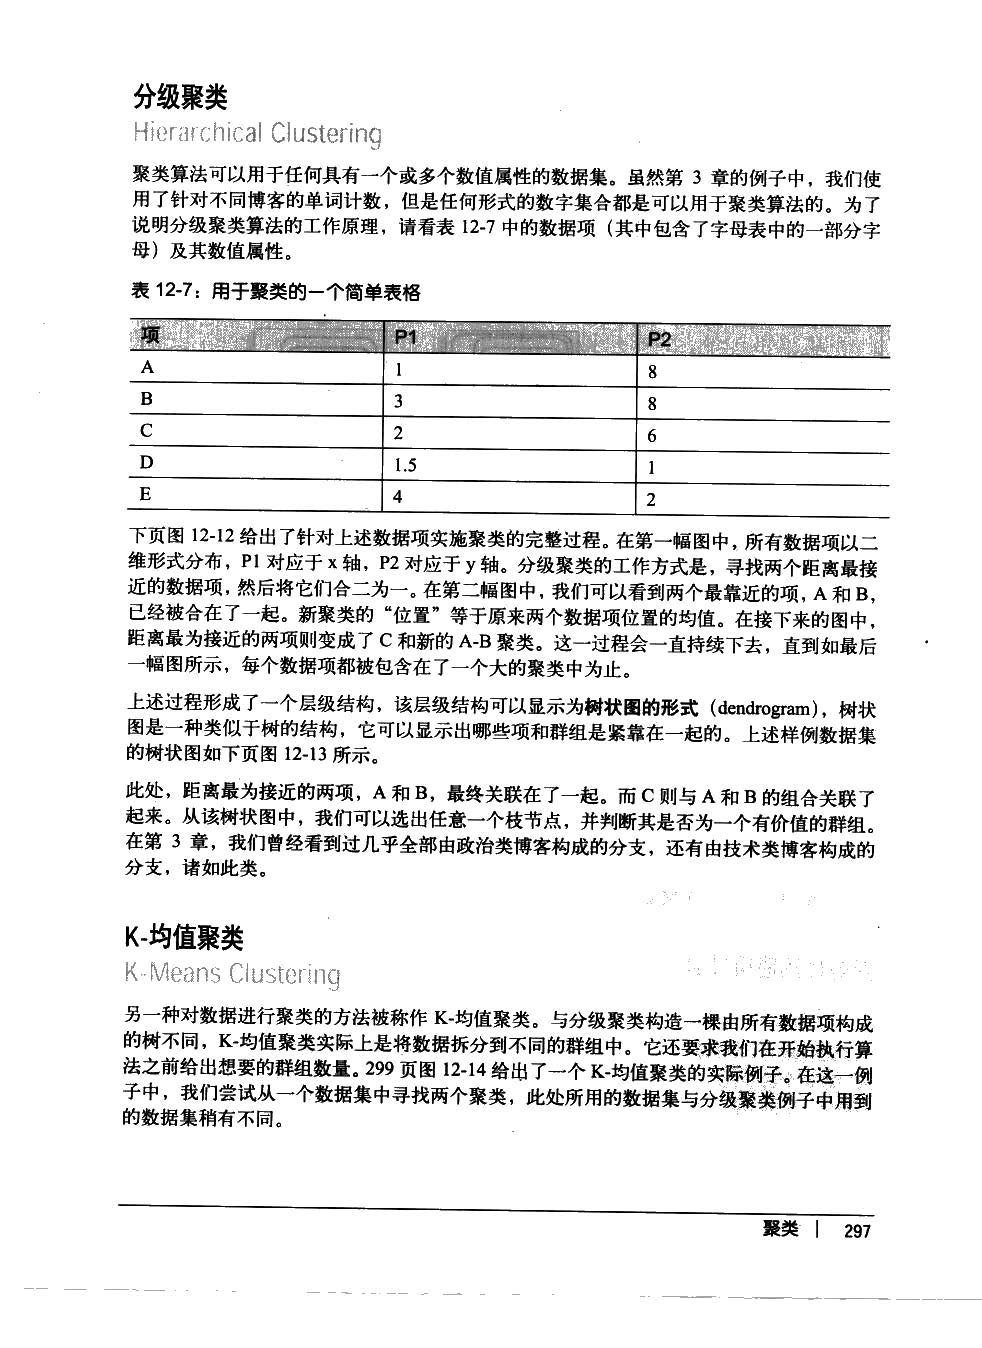 分级聚类
Hierarchical Clustering
聚类算法可以用于任何具有一个或多个数值属性的数据集。虽然第 3 章的例子中，我们使
用了针对不同博客的单词计数，但是任何形式的数字集合都是可以用于聚类算法的。为了
说明分级聚类算法的工作原理，请看表 12-7 中的数据项（其中包含了字母表中的一部分字
母）及其数值属性。
表 12-7：用于聚类的一个简单表格
项 P1 P2
A 1 8
B 3 8
C 2 6
D 1.5 1
E 4 2
下页图 12-12 给出了针对上述数据项实施聚类的完整过程。在第一幅图中，所有数据项以二
维形式分布，P1 对应于 x 轴，P2 对应于 y 轴。分级聚类的工作方式是，寻找两个距离最接
近的数据项，然后将它们合二为一。在第二幅图中，我们可以看到两个最靠近的项，A 和 B，
已经被合在了一起。新聚类的“位置”等于原来两个数据项位置的均值。在接下来的图中，
距离最为接近的两项则变成了 C 和新的 A-B 聚类。这一过程会一直持续下去，直到如最后
一幅图所示，每个数据项都被包含在了一个大的聚类中为止。
上述过程形成了一个层级结构，该层级结构可以显示为树状图的形式（dendrogram），树状
图是一种类似于树的结构，它可以显示出哪些项和群组是紧靠在一起的。上述样例数据集
的树状图如下页图 12-13 所示。
此处，距离最为接近的两项，A 和 B，最终关联在了一起。而 C 则与 A 和 B 的组合关联了
起来。从该树状图中，我们可以选出任意一个枝节点，并判断其是否为一个有价值的群组。
在第 3 章，我们曾经看到过几乎全部由政治类博客构成的分支，还有由技术类博客构成的
分支，诸如此类。
K-均值聚类
K-Means Clustering
另一种对数据进行聚类的方法被称作 K-均值聚类。与分级聚类构造一棵由所有数据项构成
的树不同，K-均值聚类实际上是将数据拆分到不同的群组中。它还要求我们在开始执行算
法之前给出想要的群组数量。299 页图 12-14 给出了一个 K-均值聚类的实际例子。在这一例
子中，我们尝试从一个数据集中寻找两个聚类，此处所用的数据集与分级聚类例子中用到
的数据集稍有不同。
聚类 | 297